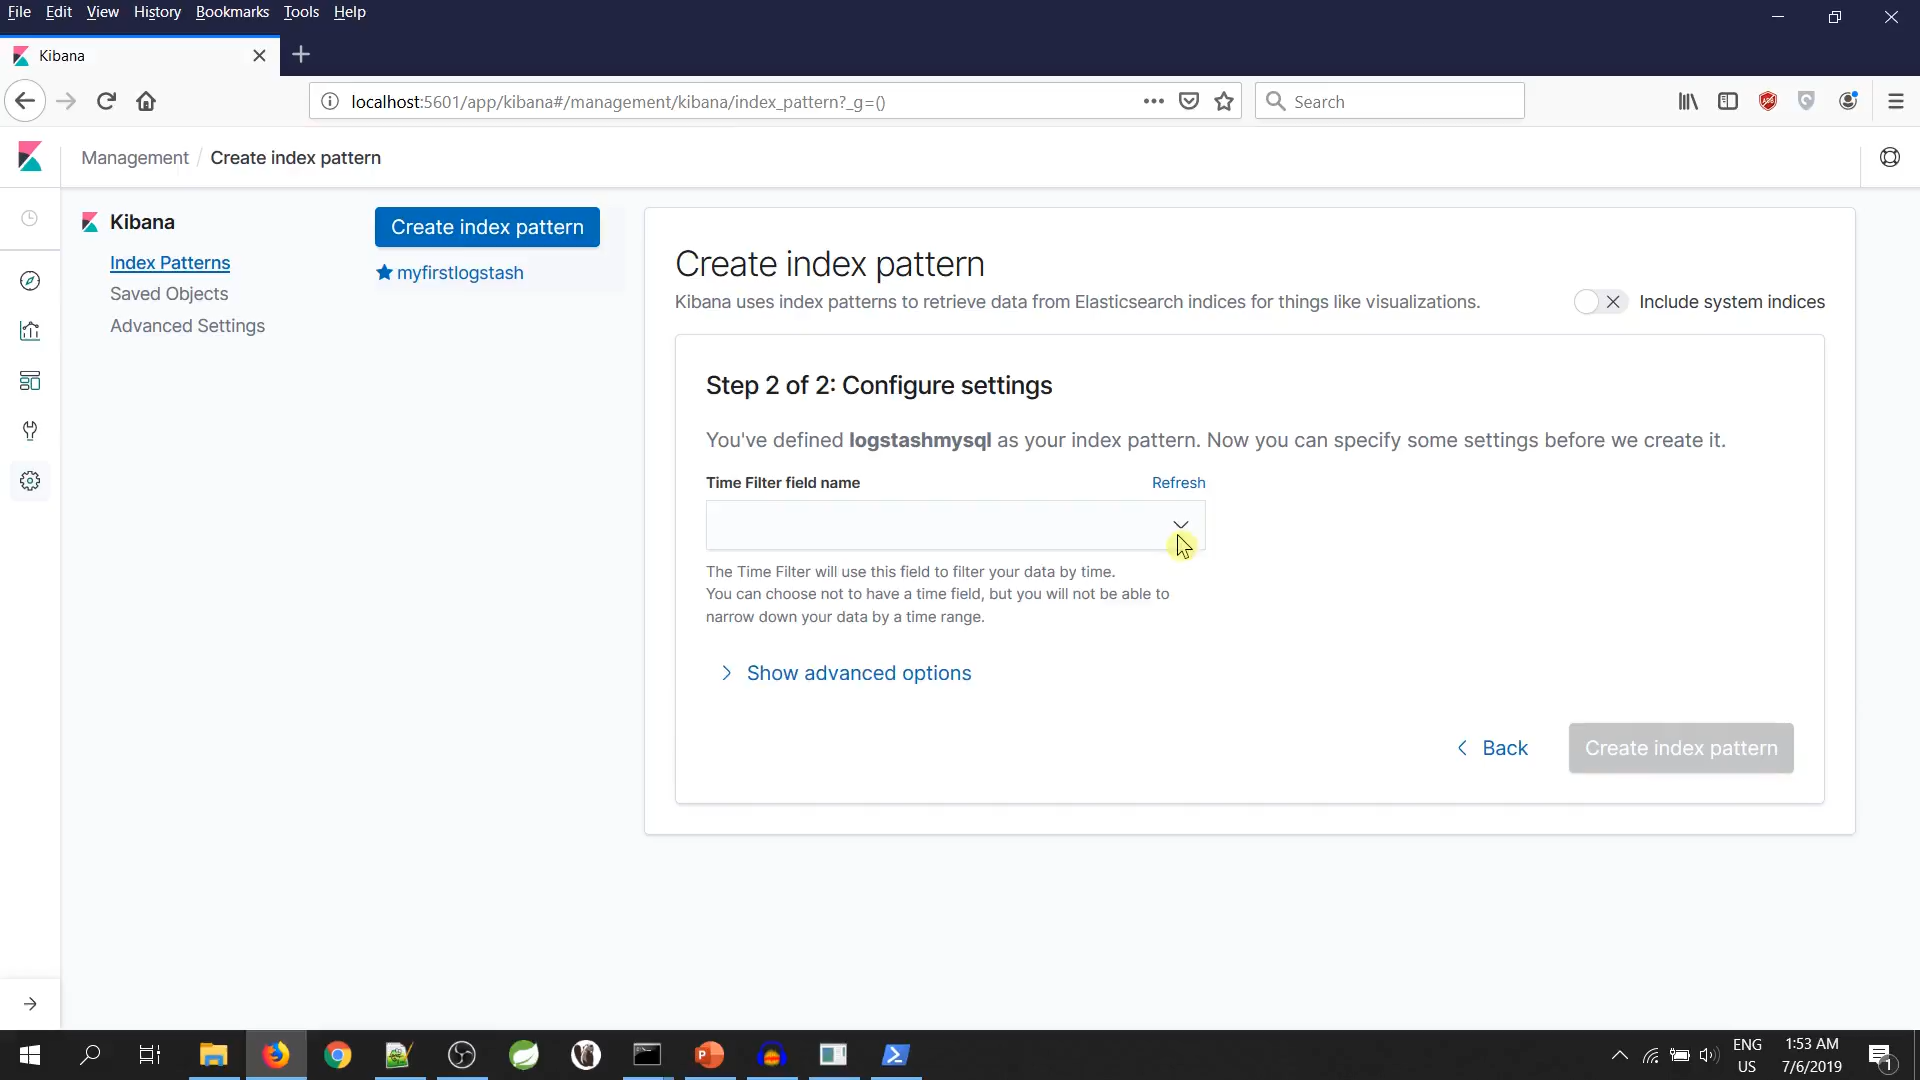 File Edit View History Bookmarks Tools Help
Kibana
localhost:5601/app/kibana#/management/kibana/index_pattern?_g=()
Search
Management / Create index pattern
Kibana
Index Patterns
Saved Objects
Advanced Settings
Create index pattern
myfirstlogstash
Create index pattern
Kibana uses index patterns to retrieve data from Elasticsearch indices for things like visualizations.
Include system indices
Step 2 of 2: Configure settings
You've defined logstashmysql as your index pattern. Now you can specify some settings before we create it.
Time Filter field name
Refresh
The Time Filter will use this field to filter your data by time.
You can choose not to have a time field, but you will not be able to
narrow down your data by a time range.
Show advanced options
Back
Create index pattern
ENG
US
1:53 AM
7/6/2019
1